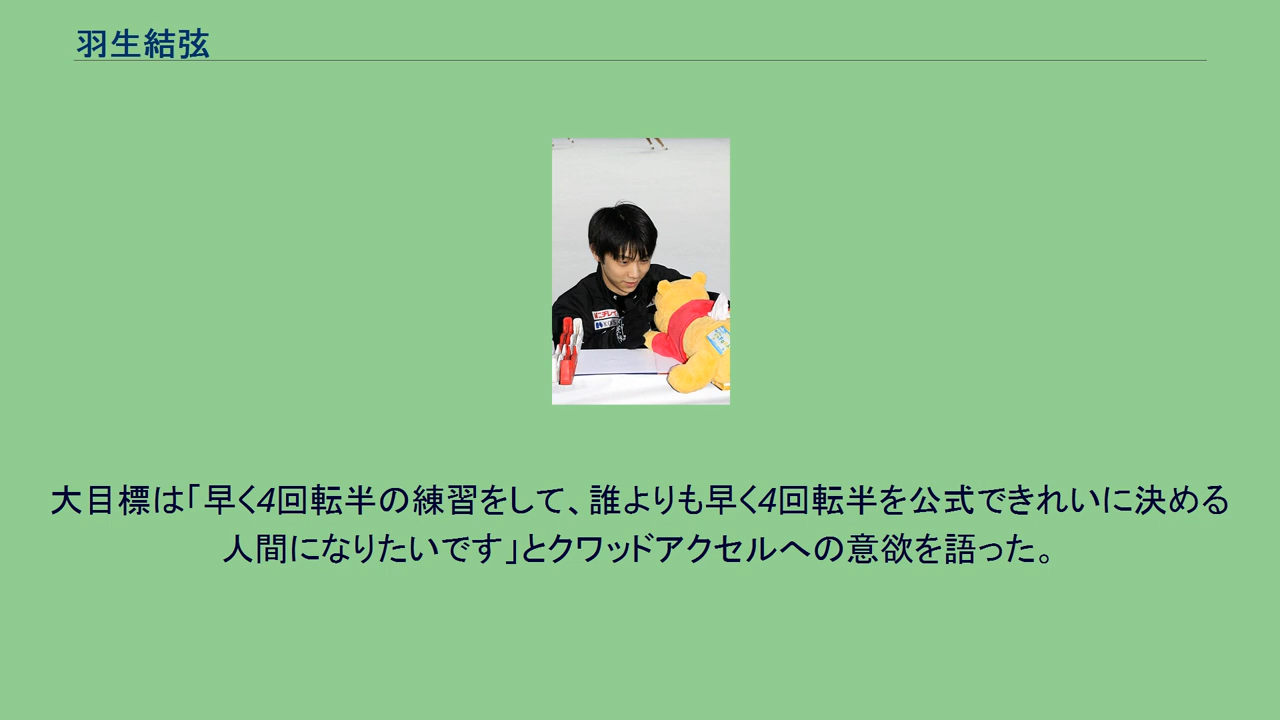 羽生結弦
大目標は「早く4回転半の練習をして、誰よりも早く4回転半を公式できれいに決める
人間になりたいです」とクワッドアクセルへの意欲を語った。